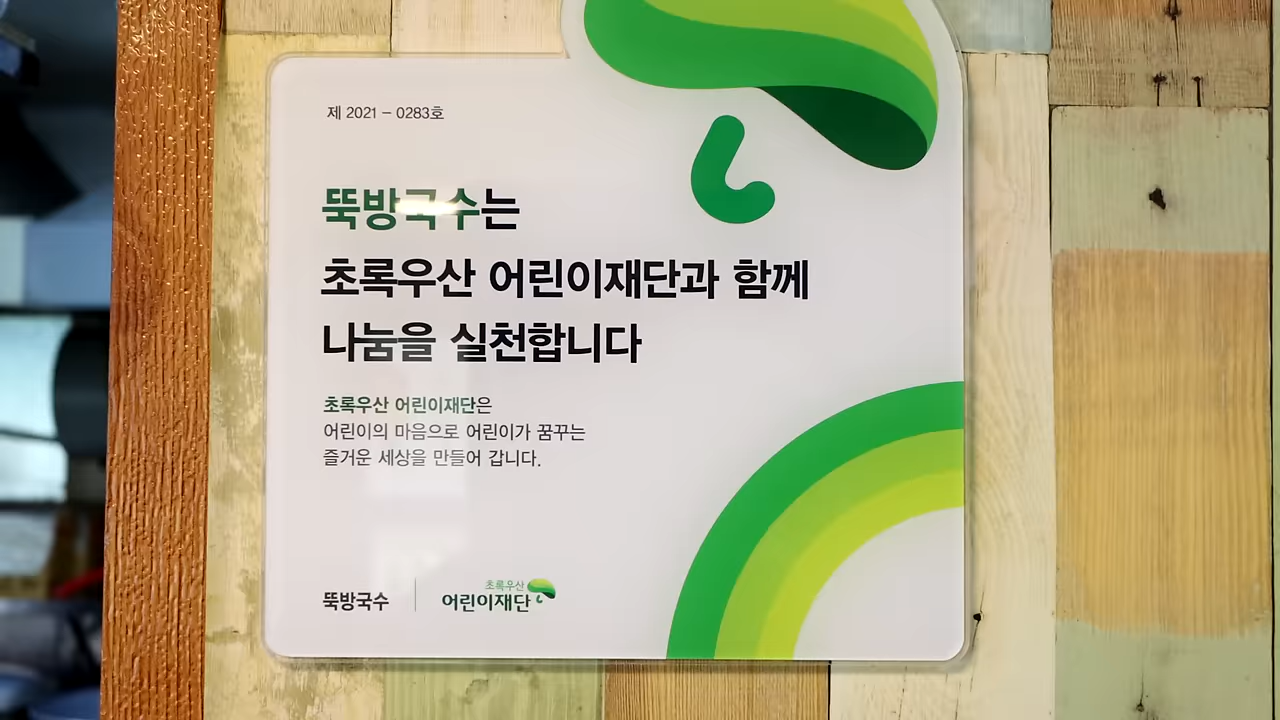 제 2021 - 0283호
뚝방국수는
초록우산 어린이재단과 함께
나눔을 실천합니다
초록우산 어린이재단은
어린이의 마음으로 어린이가 꿈꾸는
즐거운 세상을 만들어 갑니다.
뚝방국수
초록우산
어린이재단